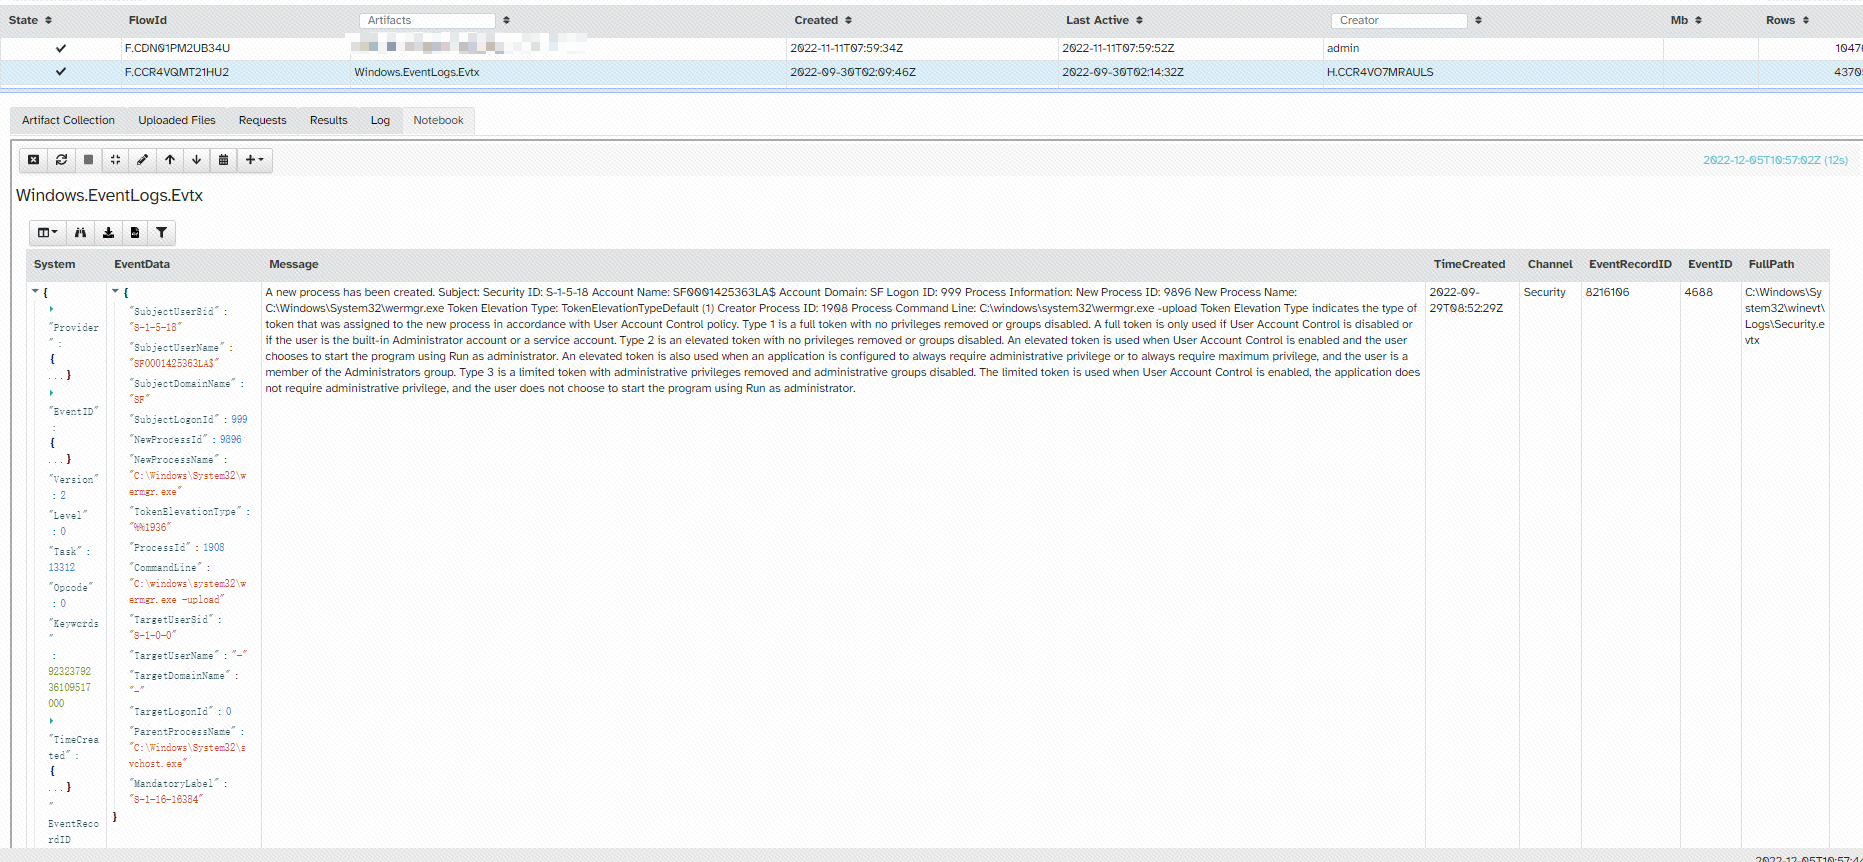 State FlowId Artifacts Created Last Active Creator Mb Rows
F.CDN01PM2UB34U 2022-11-11T07:59:34Z 2022-11-11T07:59:52Z admin
F.CCR4VQMT21HU2 Windows.EventLogs.Evtx 2022-09-30T02:09:46Z 2022-09-30T02:14:32Z H.CCR4VO7MRAULS
Artifact Collection Uploaded Files Requests Results Log Notebook
2022-12-05T10:57:02Z (12s)
Windows.EventLogs.Evtx
System EventData Message TimeCreated Channel EventRecordID EventID FullPath
{
"Provider
"
:
{
...}
"EventID"
:
{
...}
"Version"
: 2
"Level"
: 0
"Task" :
13312
"Opcode"
: 0
"Keywords
"
:
92323792
36109517
000
"TimeCrea
ted" :
{
...}
"
EventReco
rdID
{
"SubjectUserSid" :
"S-1-5-18"
"SubjectUserName" :
"SF0001425363LA$"
"SubjectDomainName" :
"SF"
"SubjectLogonId" : 999
"NewProcessId" : 9896
"NewProcessName" :
"C:\Windows\System32\w
ermgr.exe"
"TokenElevationType" :
"%%1936"
"ProcessId" : 1908
"CommandLine" :
"C:\windows\system32\w
ermgr.exe -upload"
"TargetUserSid" :
"S-1-0-0"
"TargetUserName" : "-"
"TargetDomainName" :
"-"
"TargetLogonId" : 0
"ParentProcessName" :
"C:\Windows\System32\s
vchost.exe"
"MandatoryLabel" :
"S-1-16-16384"
}
A new process has been created. Subject: Security ID: S-1-5-18 Account Name: SF0001425363LA$ Account Domain: SF Logon ID: 999 Process Information: New Process ID: 9896 New Process Name:
C:\Windows\System32\wermgr.exe Token Elevation Type: TokenElevationTypeDefault (1) Creator Process ID: 1908 Process Command Line: C:\windows\system32\wermgr.exe -upload Token Elevation Type indicates the type of
token that was assigned to the new process in accordance with User Account Control policy. Type 1 is a full token with no privileges removed or groups disabled. A full token is only used if User Account Control is disabled or
if the user is the built-in Administrator account or a service account. Type 2 is an elevated token with no privileges removed or groups disabled. An elevated token is used when User Account Control is enabled and the user
chooses to start the program using Run as administrator. An elevated token is also used when an application is configured to always require administrative privilege or to always require maximum privilege, and the user is a
member of the Administrators group. Type 3 is a limited token with administrative privileges removed and administrative groups disabled. The limited token is used when User Account Control is enabled, the application does
not require administrative privilege, and the user does not choose to start the program using Run as administrator.
2022-09-
29T08:52:29Z
Security
8216106
4688
C:\Windows\Sy
stem32\winevt\
Logs\Security.e
vtx